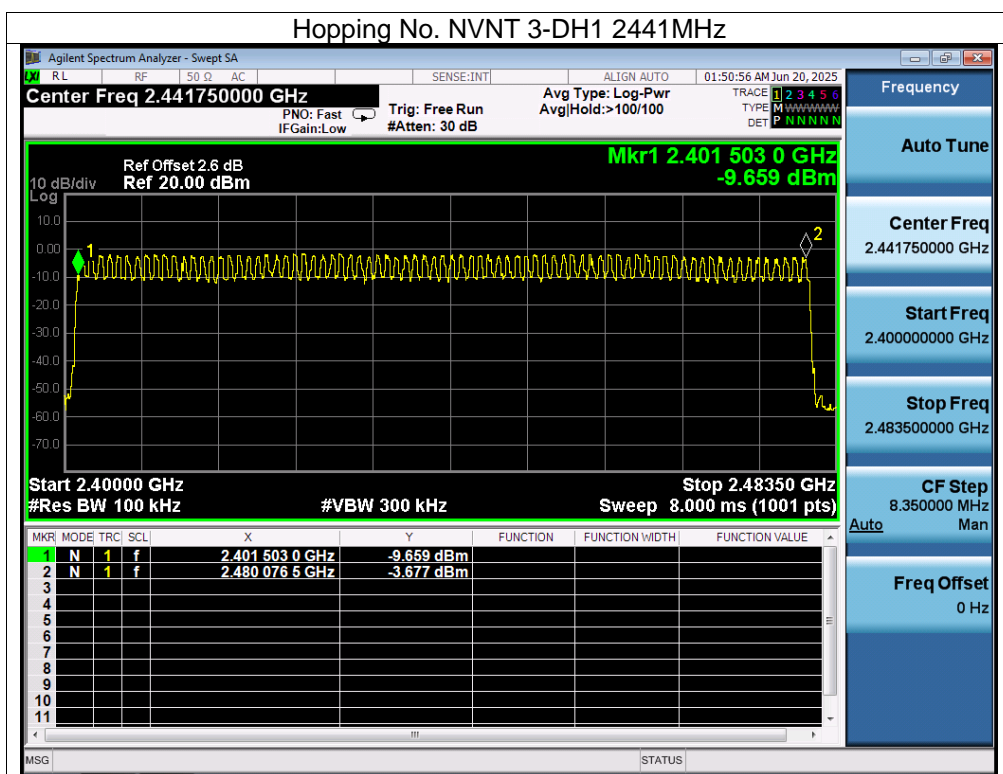 Hopping No. NVNT 3-DH1 2441MHz
Agilent Spectrum Analyzer - Swept SA
LXI RL RF 50 Ω AC SENSE:INT ALIGN AUTO 01:50:56 AM Jun 20, 2025
Center Freq 2.441750000 GHz
PNO: Fast
IFGain:Low
Trig: Free Run
#Atten: 30 dB
Avg Type: Log-Pwr
Avg|Hold:>100/100
TRACE 1 2 3 4 5 6
TYPE M WWWWW
DET P N N N N N
Frequency
Auto Tune
Center Freq
2.441750000 GHz
Start Freq
2.400000000 GHz
Stop Freq
2.483500000 GHz
CF Step
8.350000 MHz
Auto Man
Freq Offset
0 Hz
Mkr1 2.401 503 0 GHz
-9.659 dBm
Ref Offset 2.6 dB
10 dB/div Ref 20.00 dBm
Log
10.0
0.00
-10.0
-20.0
-30.0
-40.0
-50.0
-60.0
-70.0
1
2
Start 2.40000 GHz Stop 2.48350 GHz
#Res BW 100 kHz #VBW 300 kHz Sweep 8.000 ms (1001 pts)
MKR MODE TRC SCL X Y FUNCTION FUNCTION WIDTH FUNCTION VALUE
1 N 1 f 2.401 503 0 GHz -9.659 dBm
2 N 1 f 2.480 076 5 GHz -3.677 dBm
3
4
5
6
7
8
9
10
11
MSG STATUS